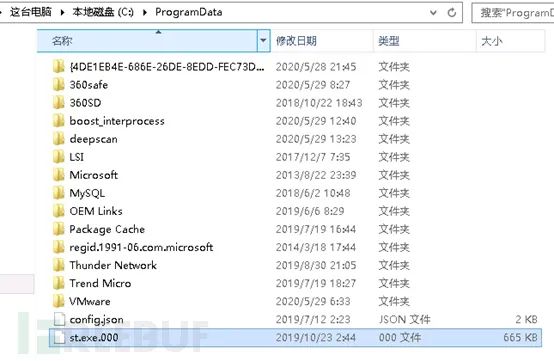 这台电脑 ▸ 本地磁盘 (C:) ▸ ProgramData 搜索"ProgramD
名称 修改日期 类型 大小
{4DE1EB4E-686E-26DE-8EDD-FEC73D... 2020/5/28 21:45 文件夹
360safe 2020/5/29 8:27 文件夹
360SD 2018/10/22 18:43 文件夹
boost_interprocess 2020/5/29 12:40 文件夹
deepscan 2020/5/29 13:23 文件夹
LSI 2017/12/7 7:35 文件夹
Microsoft 2013/8/22 23:39 文件夹
MySQL 2018/6/2 10:48 文件夹
OEM Links 2019/6/6 8:29 文件夹
Package Cache 2019/7/19 16:44 文件夹
regid.1991-06.com.microsoft 2014/3/18 17:44 文件夹
Thunder Network 2019/8/30 21:05 文件夹
Trend Micro 2019/7/19 18:27 文件夹
VMware 2020/5/29 6:33 文件夹
config.json 2019/7/12 2:23 JSON 文件 2 KB
st.exe.000 2019/10/23 2:44 000 文件 665 KB
FREEBUF